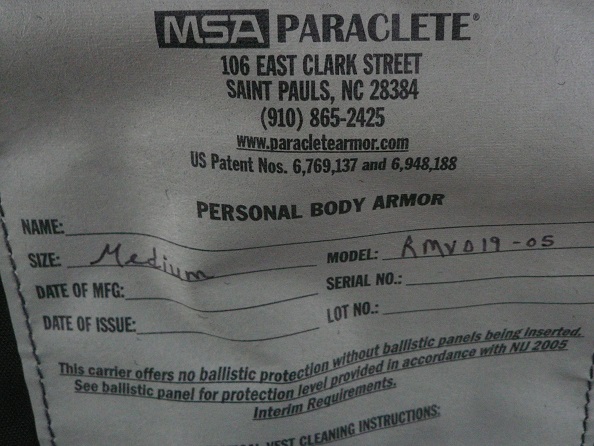 MSA PARACLETE®
106 EAST CLARK STREET
SAINT PAULS, NC 28384
(910) 865-2425
www.paracletearmor.com
US Patent Nos. 6,769,137 and 6,948,188
PERSONAL BODY ARMOR
NAME:
SIZE: Medium MODEL: RMV019-05
DATE OF MFG: SERIAL NO.:
DATE OF ISSUE: LOT NO.:
This carrier offers no ballistic protection without ballistic panels being inserted.
See ballistic panel for protection level provided in accordance with NIJ 2005
Interim Requirements.
VEST CLEANING INSTRUCTIONS: